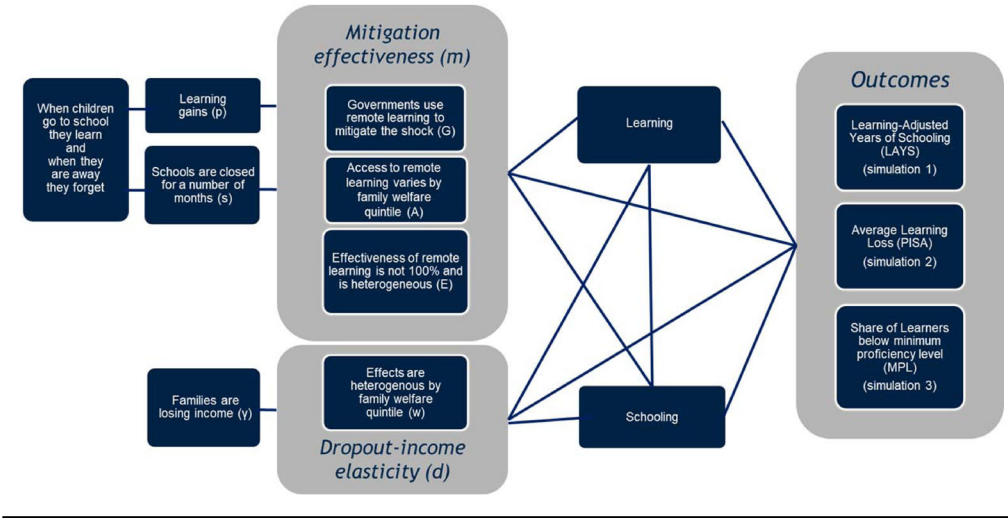 When children
go to school
they learn
and
when they
are away
they forget
Learning
gains (p)
Schools are closed
for a number of
months (s)
Families are
losing income (γ)
Mitigation
effectiveness (m)
Governments use
remote learning to
mitigate the shock (G)
Access to remote
learning varies by
family welfare
quintile (A)
Effectiveness of remote
learning is not 100% and
is heterogeneous (E)
Effects are
heterogenous by
family welfare
quintile (w)
Dropout-income
elasticity (d)
Learning
Schooling
Outcomes
Learning-Adjusted
Years of Schooling
(LAYS)
(simulation 1)
Average Learning
Loss (PISA)
(simulation 2)
Share of Learners
below minimum
proficiency level
(MPL)
(simulation 3)